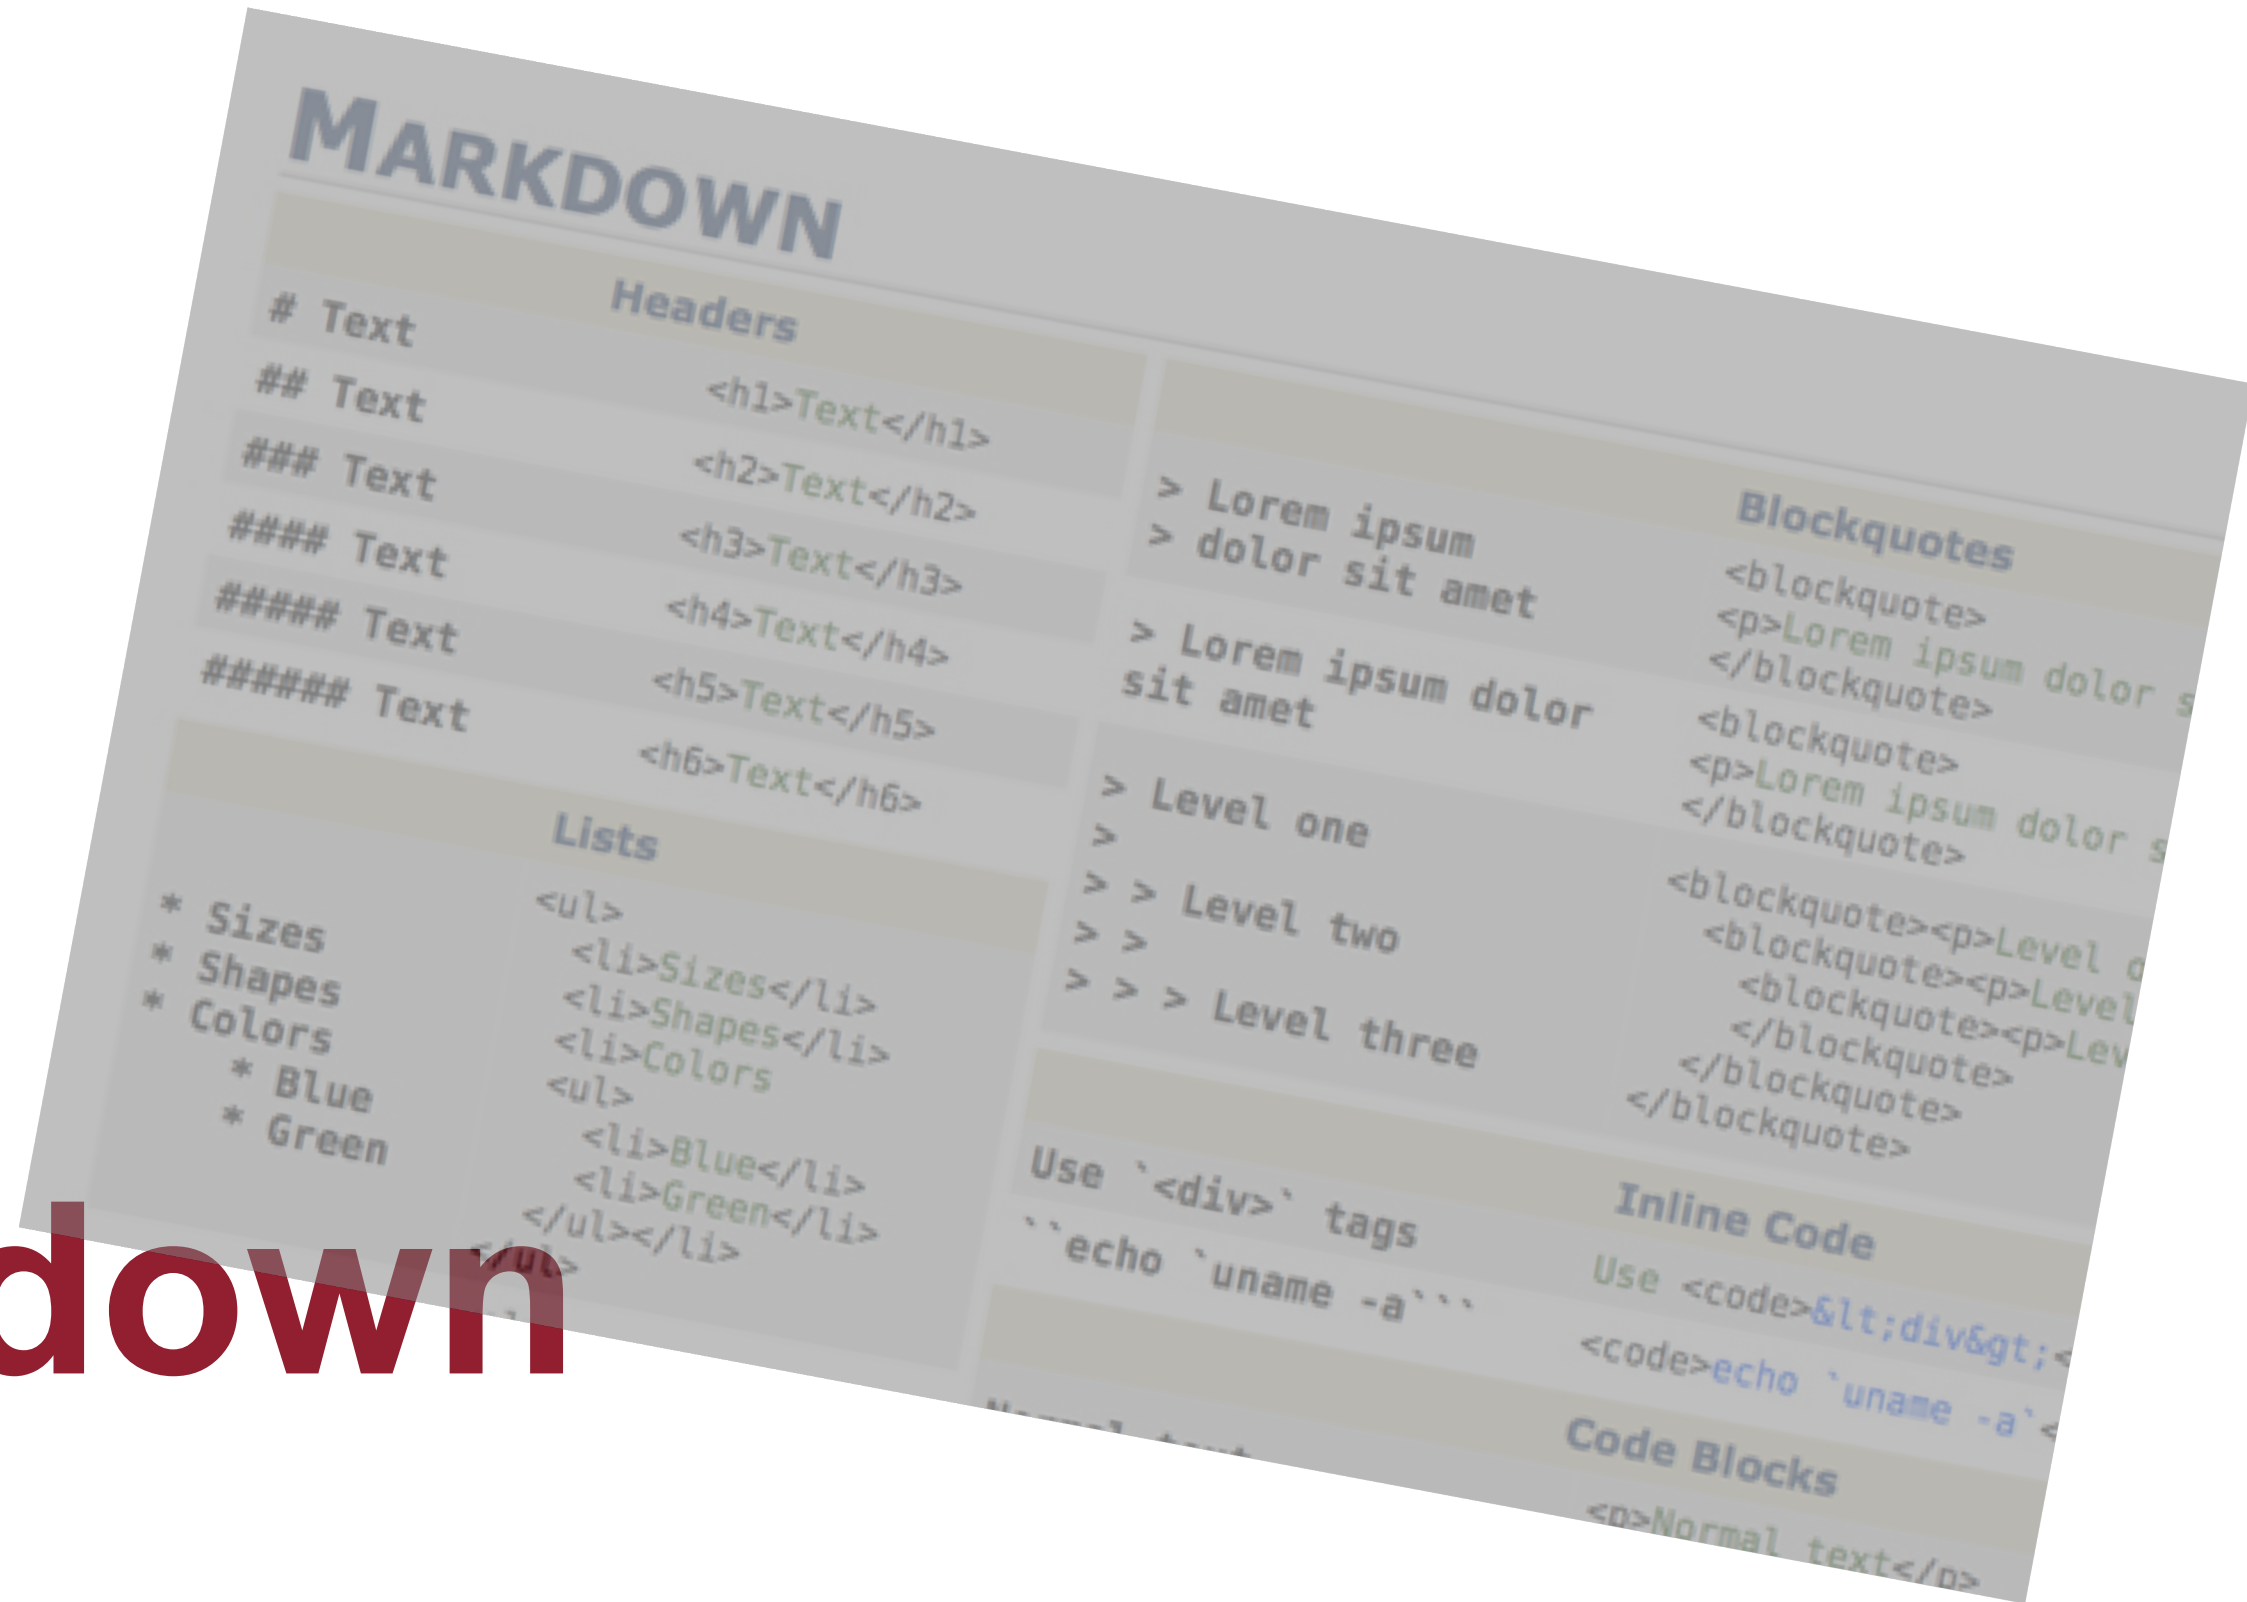 MARKDOWN
Headers
# Text <h1>Text</h1>
## Text <h2>Text</h2>
### Text <h3>Text</h3>
#### Text <h4>Text</h4>
##### Text <h5>Text</h5>
###### Text <h6>Text</h6>
Lists
* Sizes
* Shapes
* Colors
* Blue
* Green
<ul>
<li>Sizes</li>
<li>Shapes</li>
<li>Colors
<ul>
<li>Blue</li>
<li>Green</li>
</ul></li>
</ul>
Blockquotes
> Lorem ipsum
> dolor sit amet
<blockquote>
<p>Lorem ipsum dolor s
</blockquote>
> Lorem ipsum dolor
sit amet
<blockquote>
<p>Lorem ipsum dolor s
</blockquote>
> Level one
>
> > Level two
> >
> > > Level three
<blockquote><p>Level o
<blockquote><p>Level
<blockquote><p>Lev
</blockquote>
</blockquote>
</blockquote>
Inline Code
Use `<div>` tags
Use <code>&lt;div&gt;<
``echo `uname -a```
<code>echo `uname -a`<
Code Blocks
Normal text
<p>Normal text</p>
down